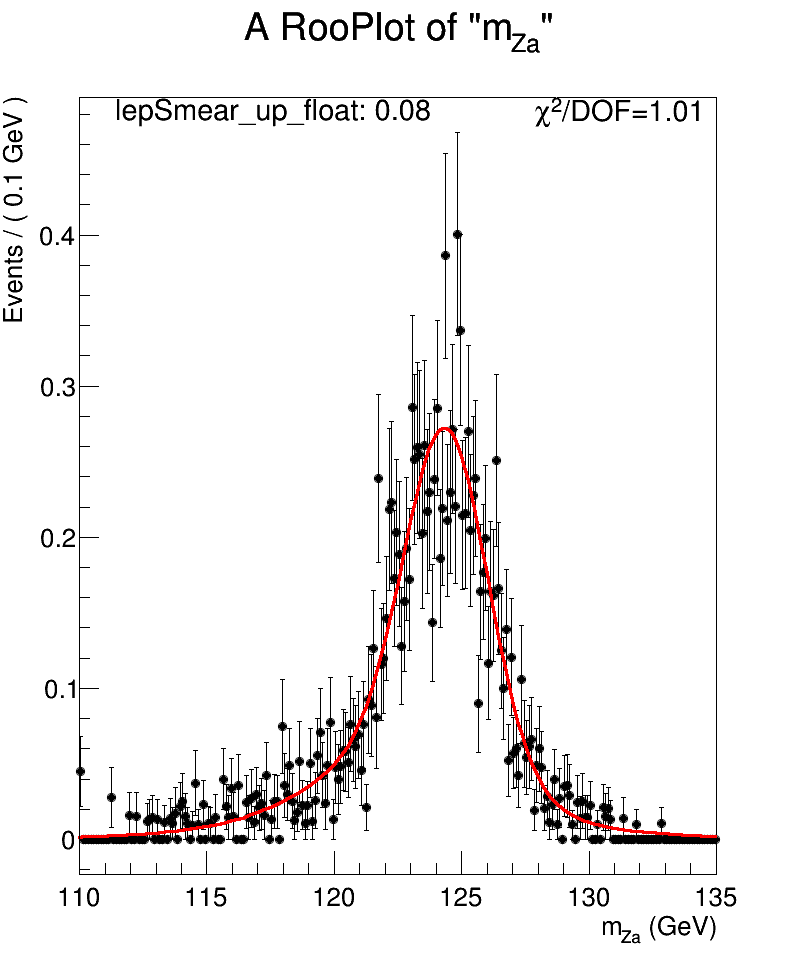 A RooPlot of "m_Za"
lepSmear_up_float: 0.08
χ²/DOF=1.01
Events / ( 0.1 GeV )
0.4
0.3
0.2
0.1
0
110 115 120 125 130 135
m_Za (GeV)